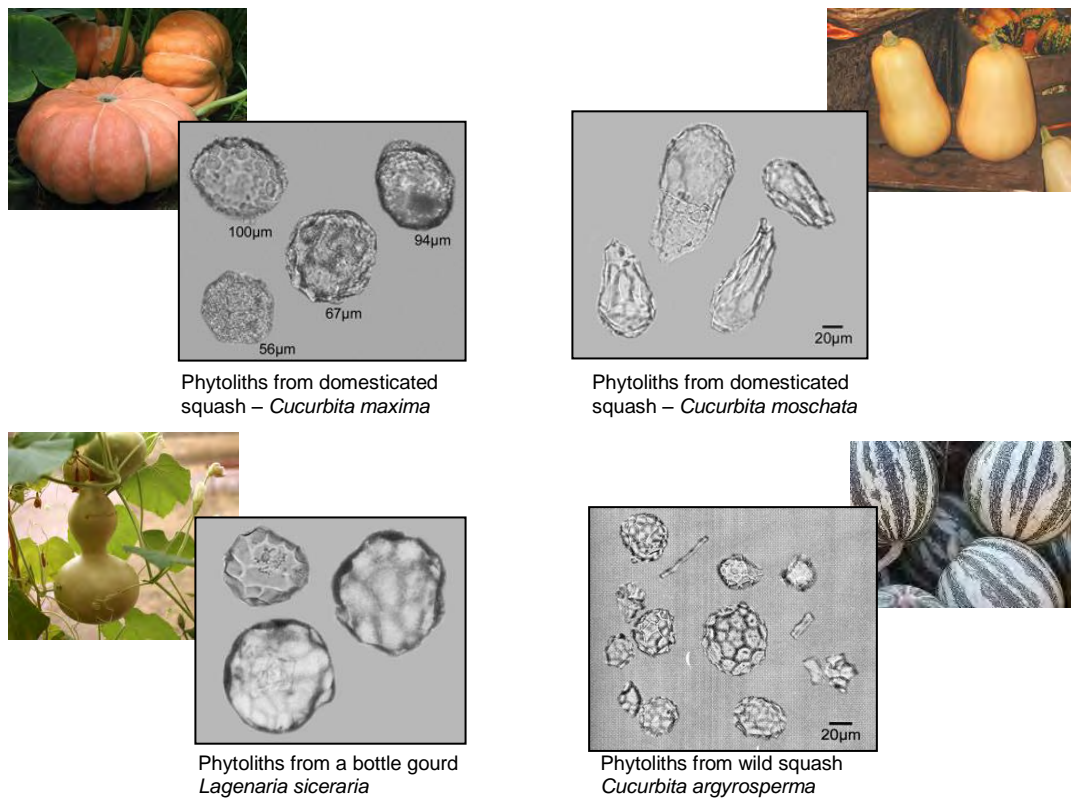 100µm
94µm
67µm
56µm
20µm
Phytoliths from domesticated
squash – Cucurbita maxima
Phytoliths from domesticated
squash – Cucurbita moschata
20µm
Phytoliths from a bottle gourd
Lagenaria siceraria
Phytoliths from wild squash
Cucurbita argyrosperma